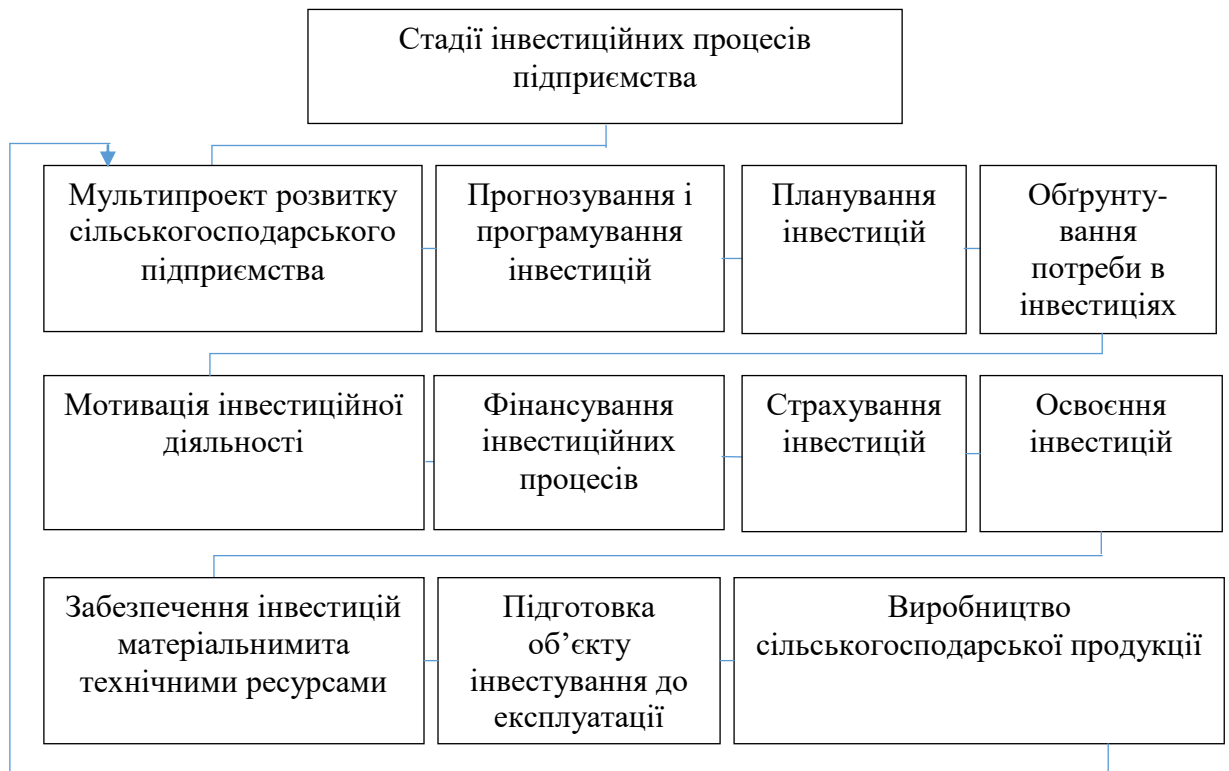 Стадії інвестиційних процесів
підприємства
Мультипроект розвитку
сільськогосподарського
підприємства
Прогнозування і
програмування
інвестицій
Планування
інвестицій
Обґрунту-
вання
потреби в
інвестиціях
Мотивація інвестиційної
діяльності
Фінансування
інвестиційних
процесів
Страхування
інвестицій
Освоєння
інвестицій
Забезпечення інвестицій
матеріальнимита
технічними ресурсами
Підготовка
об’єкту
інвестування до
експлуатації
Виробництво
сільськогосподарської продукції